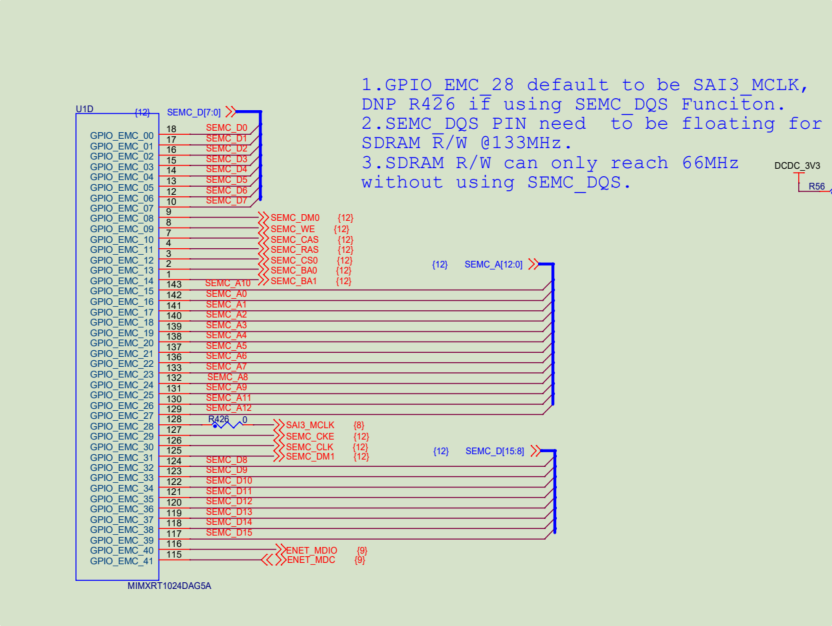 1.GPIO_EMC_28 default to be SAI3_MCLK,
DNP R426 if using SEMC_DQS Funciton.
2.SEMC_DQS PIN need  to be floating for
SDRAM R/W @133MHz.
3.SDRAM R/W can only reach 66MHz
without using SEMC_DQS.
DCDC_3V3
R56
U1D
{12} SEMC_D[7:0]
GPIO_EMC_00 18 SEMC_D0
GPIO_EMC_01 17 SEMC_D1
GPIO_EMC_02 16 SEMC_D2
GPIO_EMC_03 15 SEMC_D3
GPIO_EMC_04 14 SEMC_D4
GPIO_EMC_05 13 SEMC_D5
GPIO_EMC_06 12 SEMC_D6
GPIO_EMC_07 10 SEMC_D7
GPIO_EMC_08 9 SEMC_DM0 {12}
GPIO_EMC_09 8 SEMC_WE {12}
GPIO_EMC_10 7 SEMC_CAS {12}
GPIO_EMC_11 4 SEMC_RAS {12}
GPIO_EMC_12 3 SEMC_CS0 {12}
GPIO_EMC_13 2 SEMC_BA0 {12}
GPIO_EMC_14 1 SEMC_BA1 {12}
{12} SEMC_A[12:0]
GPIO_EMC_15 143 SEMC_A10
GPIO_EMC_16 142 SEMC_A0
GPIO_EMC_17 141 SEMC_A1
GPIO_EMC_18 140 SEMC_A2
GPIO_EMC_19 139 SEMC_A3
GPIO_EMC_20 138 SEMC_A4
GPIO_EMC_21 137 SEMC_A5
GPIO_EMC_22 136 SEMC_A6
GPIO_EMC_23 133 SEMC_A7
GPIO_EMC_24 132 SEMC_A8
GPIO_EMC_25 131 SEMC_A9
GPIO_EMC_26 130 SEMC_A11
GPIO_EMC_27 129 SEMC_A12
GPIO_EMC_28 128 R426 0 SAI3_MCLK {8}
GPIO_EMC_29 127 SEMC_CKE {12}
GPIO_EMC_30 126 SEMC_CLK {12}
GPIO_EMC_31 125 SEMC_DM1 {12}
{12} SEMC_D[15:8]
GPIO_EMC_32 124 SEMC_D8
GPIO_EMC_33 123 SEMC_D9
GPIO_EMC_34 122 SEMC_D10
GPIO_EMC_35 121 SEMC_D11
GPIO_EMC_36 120 SEMC_D12
GPIO_EMC_37 119 SEMC_D13
GPIO_EMC_38 118 SEMC_D14
GPIO_EMC_39 117 SEMC_D15
GPIO_EMC_40 116 ENET_MDIO {9}
GPIO_EMC_41 115 ENET_MDC {9}
MIMXRT1024DAG5A